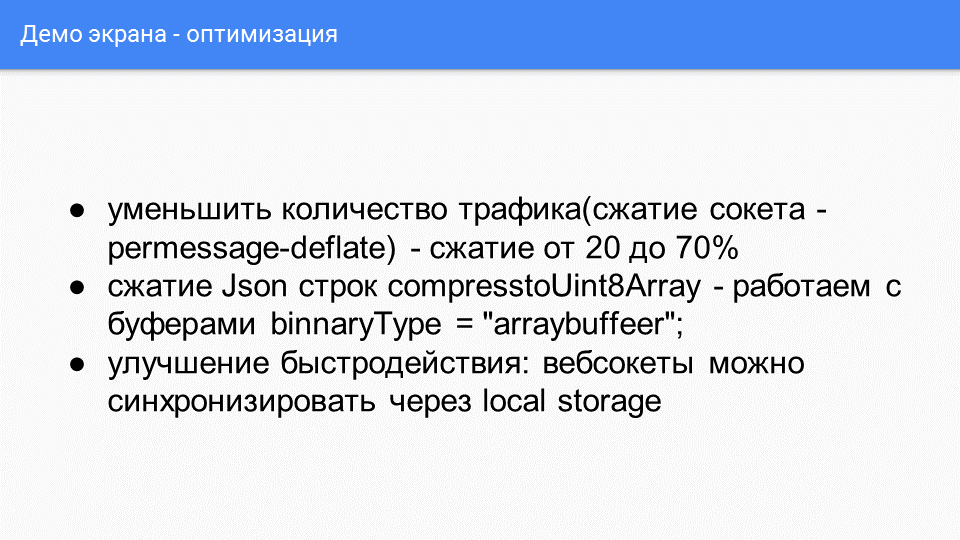 Демо экрана - оптимизация
● уменьшить количество трафика(сжатие сокета -
permessage-deflate) - сжатие от 20 до 70%
● сжатие Json строк compresstoUint8Array - работаем с
буферами binnaryType = "arraybuffeer";
● улучшение быстродействия: вебсокеты можно
синхронизировать через local storage